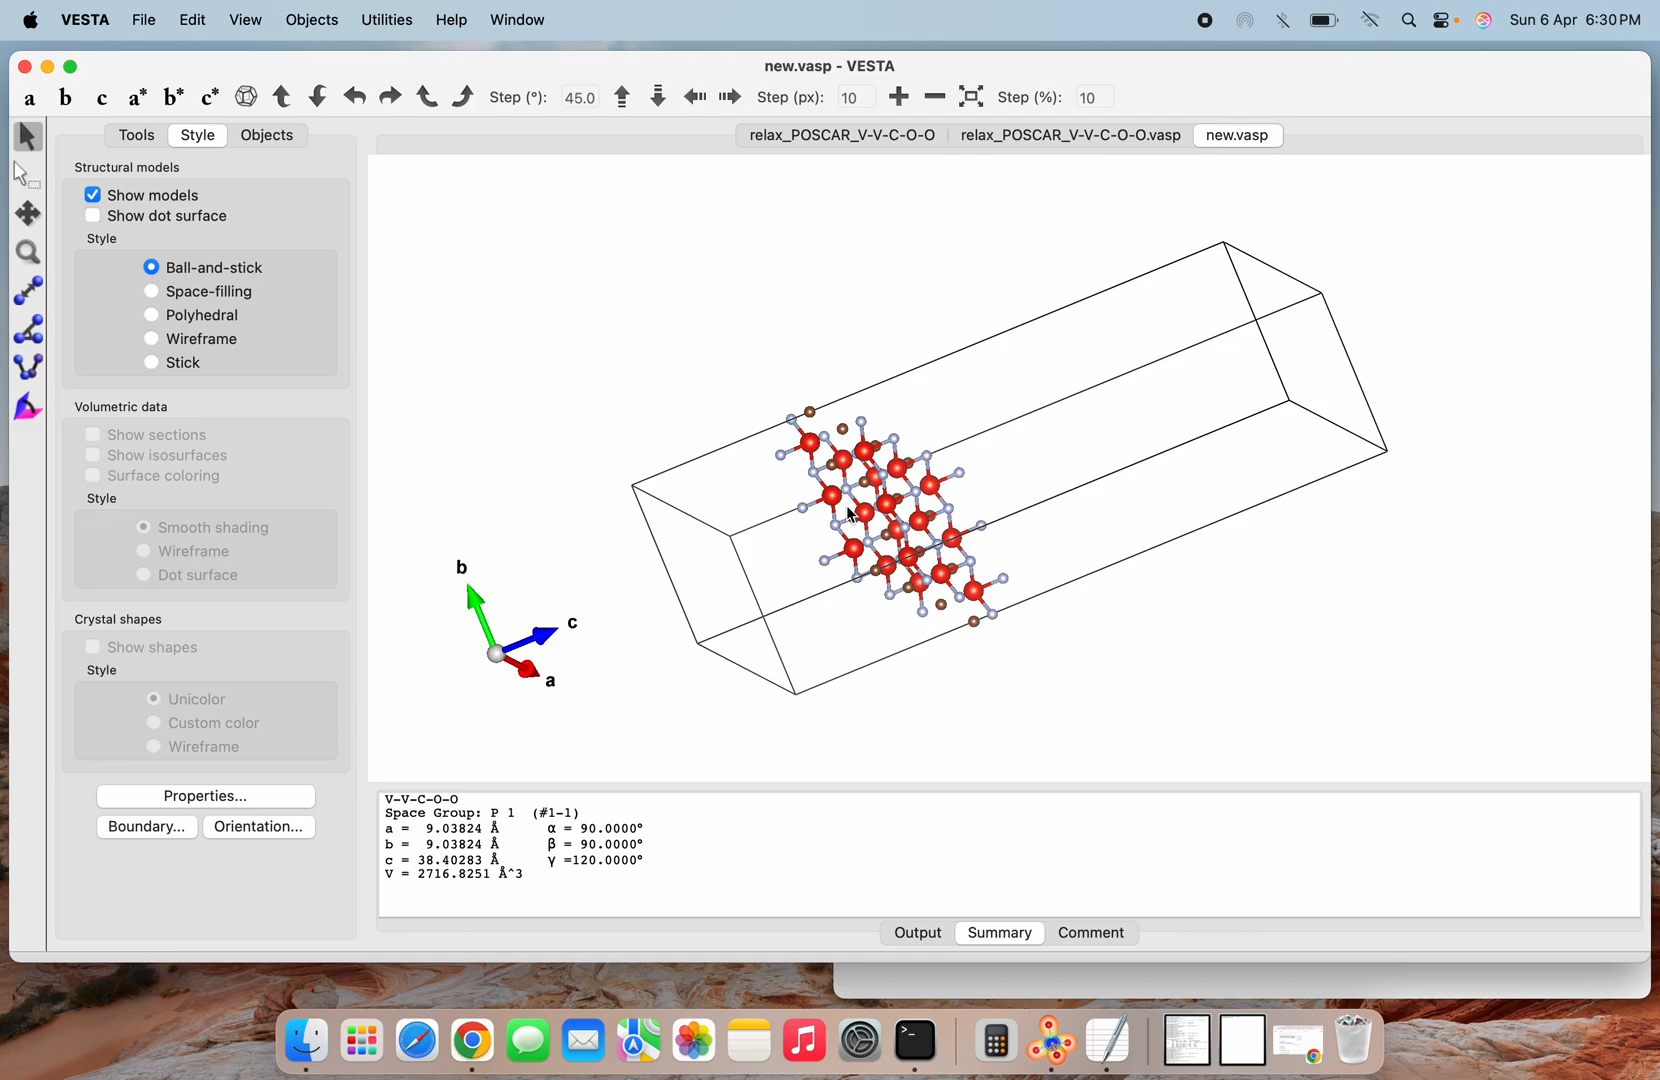 VESTA File Edit View Objects Utilities Help Window Sun 6 Apr 6:30 PM
new.vasp - VESTA
a b c a* b* c* Step (°): 45.0 Step (px): 10 Step (%): 10
Tools Style Objects
relax_POSCAR_V-V-C-O-O relax_POSCAR_V-V-C-O-O.vasp new.vasp
Structural models
Show models
Show dot surface
Style
Ball-and-stick
Space-filling
Polyhedral
Wireframe
Stick
Volumetric data
Show sections
Show isosurfaces
Surface coloring
Style
Smooth shading
Wireframe
Dot surface
Crystal shapes
Show shapes
Style
Unicolor
Custom color
Wireframe
Properties...
Boundary... Orientation...
b
c
a
V-V-C-O-O
Space Group: P 1 (#1-1)
a = 9.03824 Å α = 90.0000°
b = 9.03824 Å β = 90.0000°
c = 38.40283 Å γ =120.0000°
V = 2716.8251 Å^3
Output Summary Comment